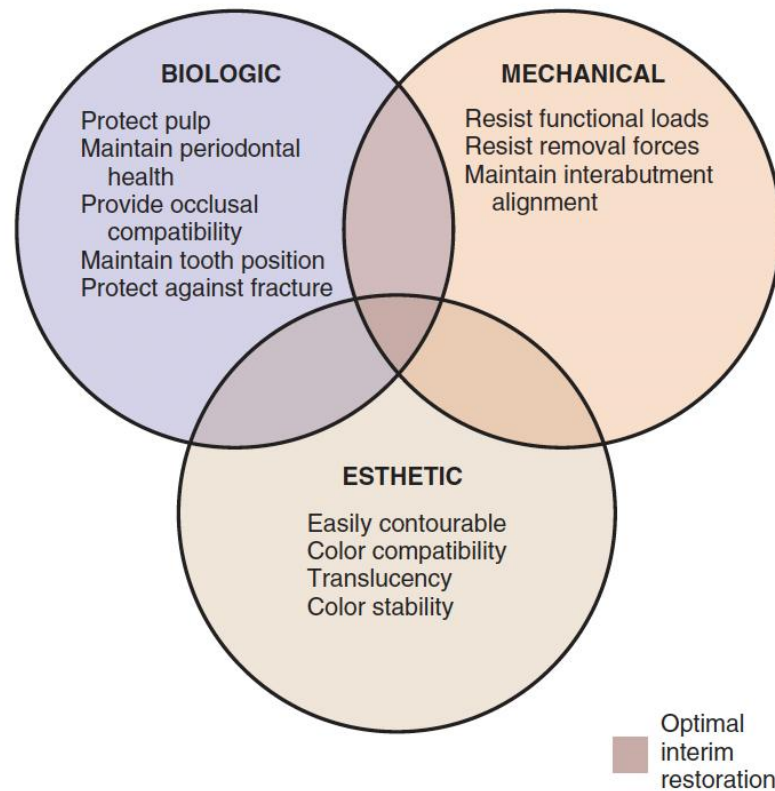 BIOLOGIC
Protect pulp
Maintain periodontal
health
Provide occlusal
compatibility
Maintain tooth position
Protect against fracture
MECHANICAL
Resist functional loads
Resist removal forces
Maintain interabutment
alignment
ESTHETIC
Easily contourable
Color compatibility
Translucency
Color stability
Optimal
interim
restoration